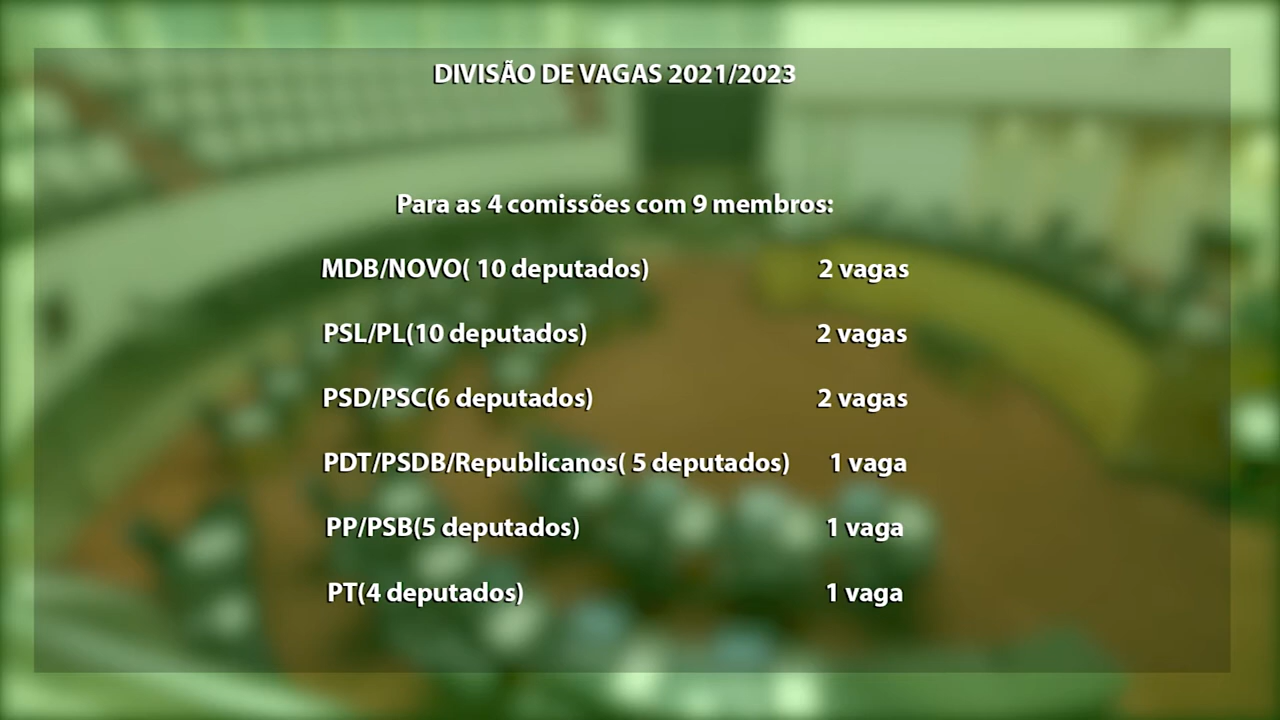 DIVISÃO DE VAGAS 2021/2023
Para as 4 comissões com 9 membros:
MDB/NOVO( 10 deputados) 2 vagas
PSL/PL(10 deputados) 2 vagas
PSD/PSC(6 deputados) 2 vagas
PDT/PSDB/Republicanos( 5 deputados) 1 vaga
PP/PSB(5 deputados) 1 vaga
PT(4 deputados) 1 vaga